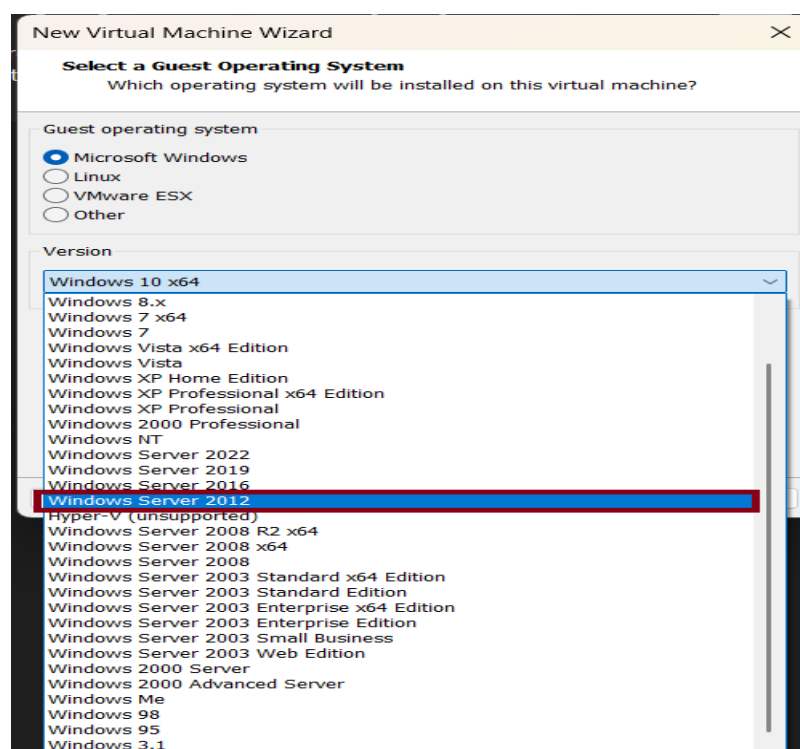 New Virtual Machine Wizard
Select a Guest Operating System
Which operating system will be installed on this virtual machine?
Guest operating system
Microsoft Windows
Linux
VMware ESX
Other
Version
Windows 10 x64
Windows 8.x
Windows 7 x64
Windows 7
Windows Vista x64 Edition
Windows Vista
Windows XP Home Edition
Windows XP Professional x64 Edition
Windows XP Professional
Windows 2000 Professional
Windows NT
Windows Server 2022
Windows Server 2019
Windows Server 2016
Windows Server 2012
Hyper-V (unsupported)
Windows Server 2008 R2 x64
Windows Server 2008 x64
Windows Server 2008
Windows Server 2003 Standard x64 Edition
Windows Server 2003 Standard Edition
Windows Server 2003 Enterprise x64 Edition
Windows Server 2003 Enterprise Edition
Windows Server 2003 Small Business
Windows Server 2003 Web Edition
Windows 2000 Server
Windows 2000 Advanced Server
Windows Me
Windows 98
Windows 95
Windows 3.1